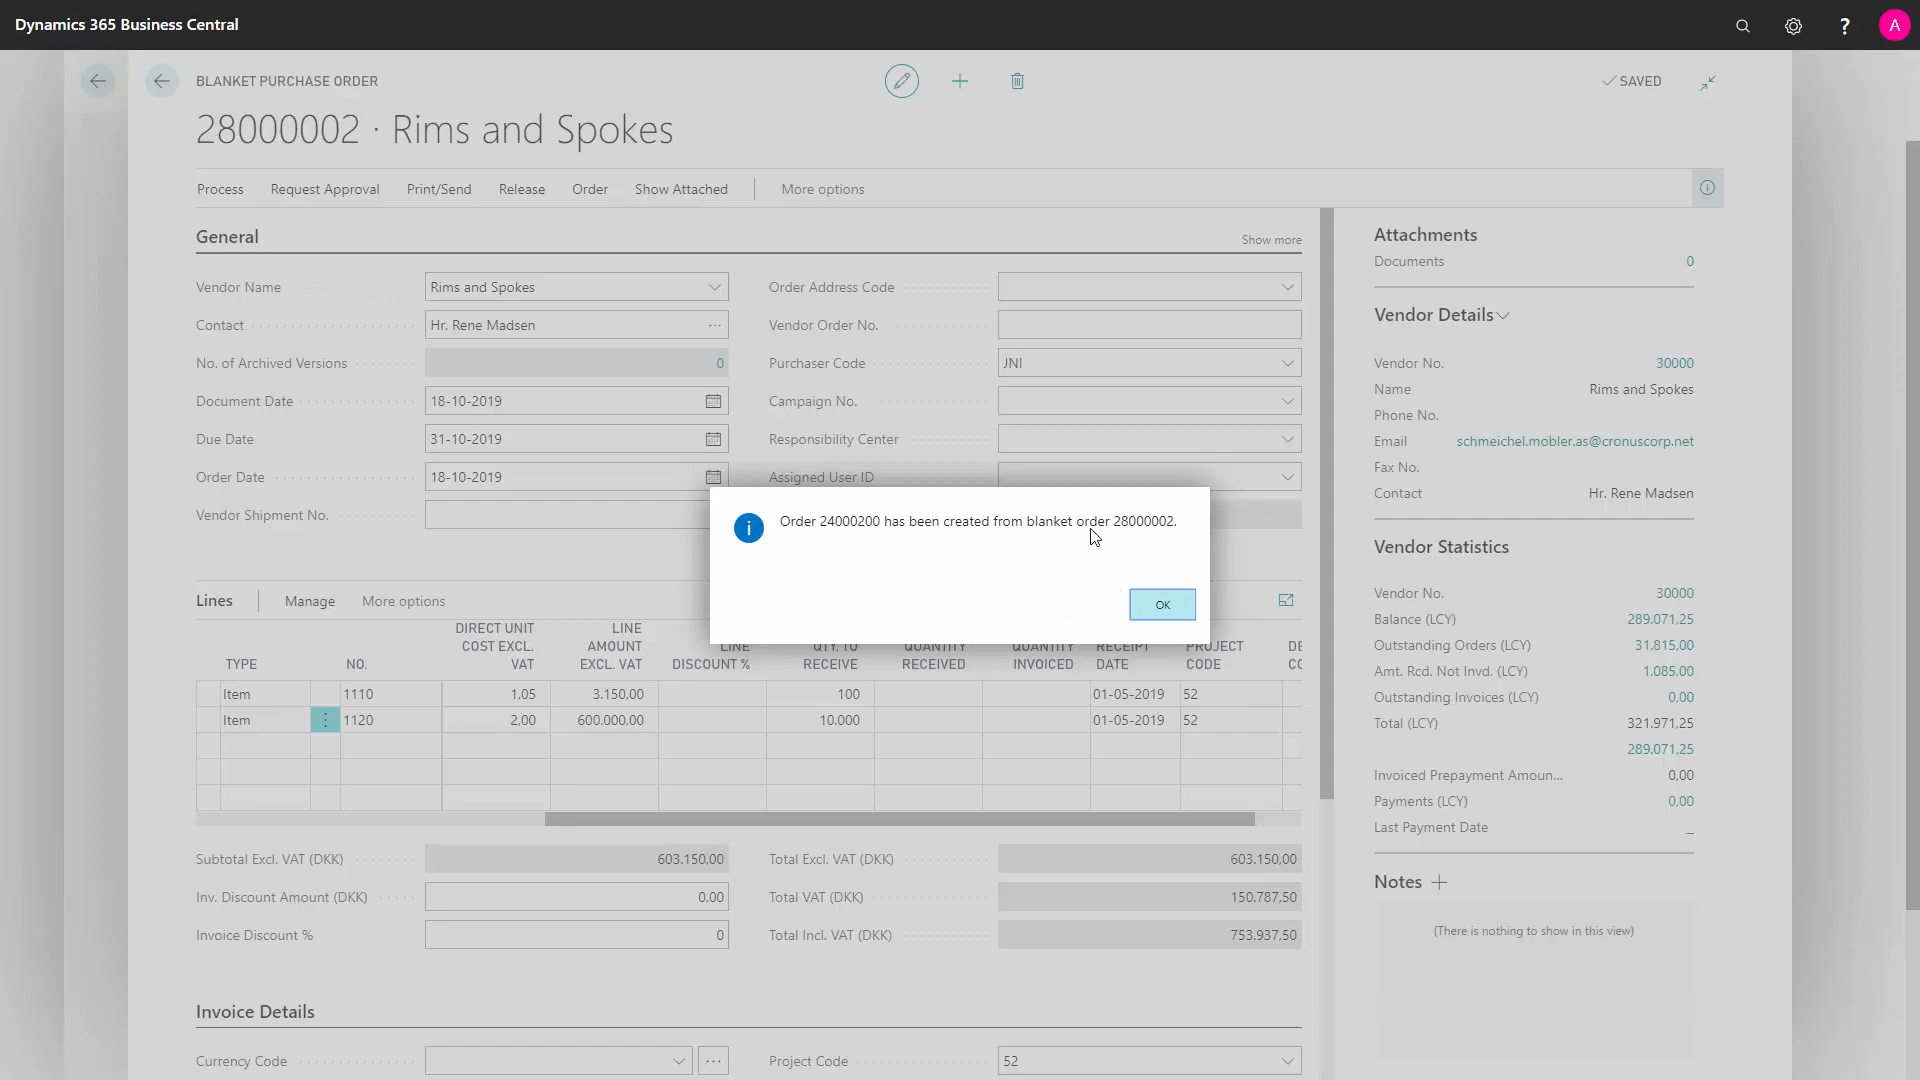 Dynamics 365 Business Central
?
A
BLANKET PURCHASE ORDER
SAVED
28000002 · Rims and Spokes
Process
Request Approval
Print/Send
Release
Order
Show Attached
More options
General
Show more
Vendor Name
Rims and Spokes
Contact
Hr. Rene Madsen
No. of Archived Versions
0
Document Date
18-10-2019
Due Date
31-10-2019
Order Date
18-10-2019
Vendor Shipment No.
Order Address Code
Vendor Order No.
Purchaser Code
JNI
Campaign No.
Responsibility Center
Assigned User ID
Order 24000200 has been created from blanket order 28000002.
OK
Lines
Manage
More options
TYPE
NO.
DIRECT UNIT
COST EXCL.
VAT
LINE
AMOUNT
EXCL. VAT
LINE
DISCOUNT %
QTY. TO
RECEIVE
QUANTITY
RECEIVED
QUANTITY
INVOICED
RECEIPT
DATE
PROJECT
CODE
DE
CC
Item 1110 1,05 3.150,00 100 01-05-2019 52
Item 1120 2,00 600.000,00 10.000 01-05-2019 52
Subtotal Excl. VAT (DKK)
603.150,00
Inv. Discount Amount (DKK)
0,00
Invoice Discount %
0
Total Excl. VAT (DKK)
603.150,00
Total VAT (DKK)
150.787,50
Total Incl. VAT (DKK)
753.937,50
Invoice Details
Currency Code
Project Code
52
Attachments
Documents
0
Vendor Details
Vendor No.
30000
Name
Rims and Spokes
Phone No.
Email
schmeichel.mobler.as@cronuscorp.net
Fax No.
Contact
Hr. Rene Madsen
Vendor Statistics
Vendor No.
30000
Balance (LCY)
289.071,25
Outstanding Orders (LCY)
31.815,00
Amt. Rcd. Not Invd. (LCY)
1.085,00
Outstanding Invoices (LCY)
0,00
Total (LCY)
321.971,25
289.071,25
Invoiced Prepayment Amoun...
0,00
Payments (LCY)
0,00
Last Payment Date
_
Notes
(There is nothing to show in this view)